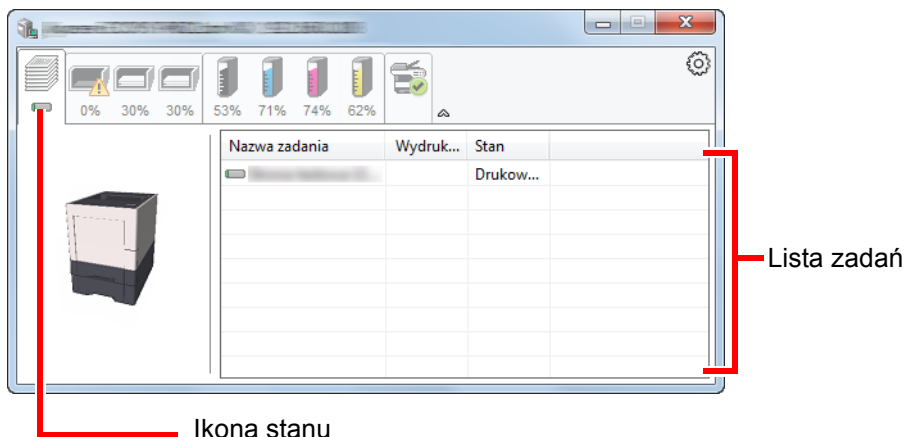 0% 30% 30% 53% 71% 74% 62%
Nazwa zadania Wydruk... Stan
Drukow...
Lista zadań
Ikona stanu